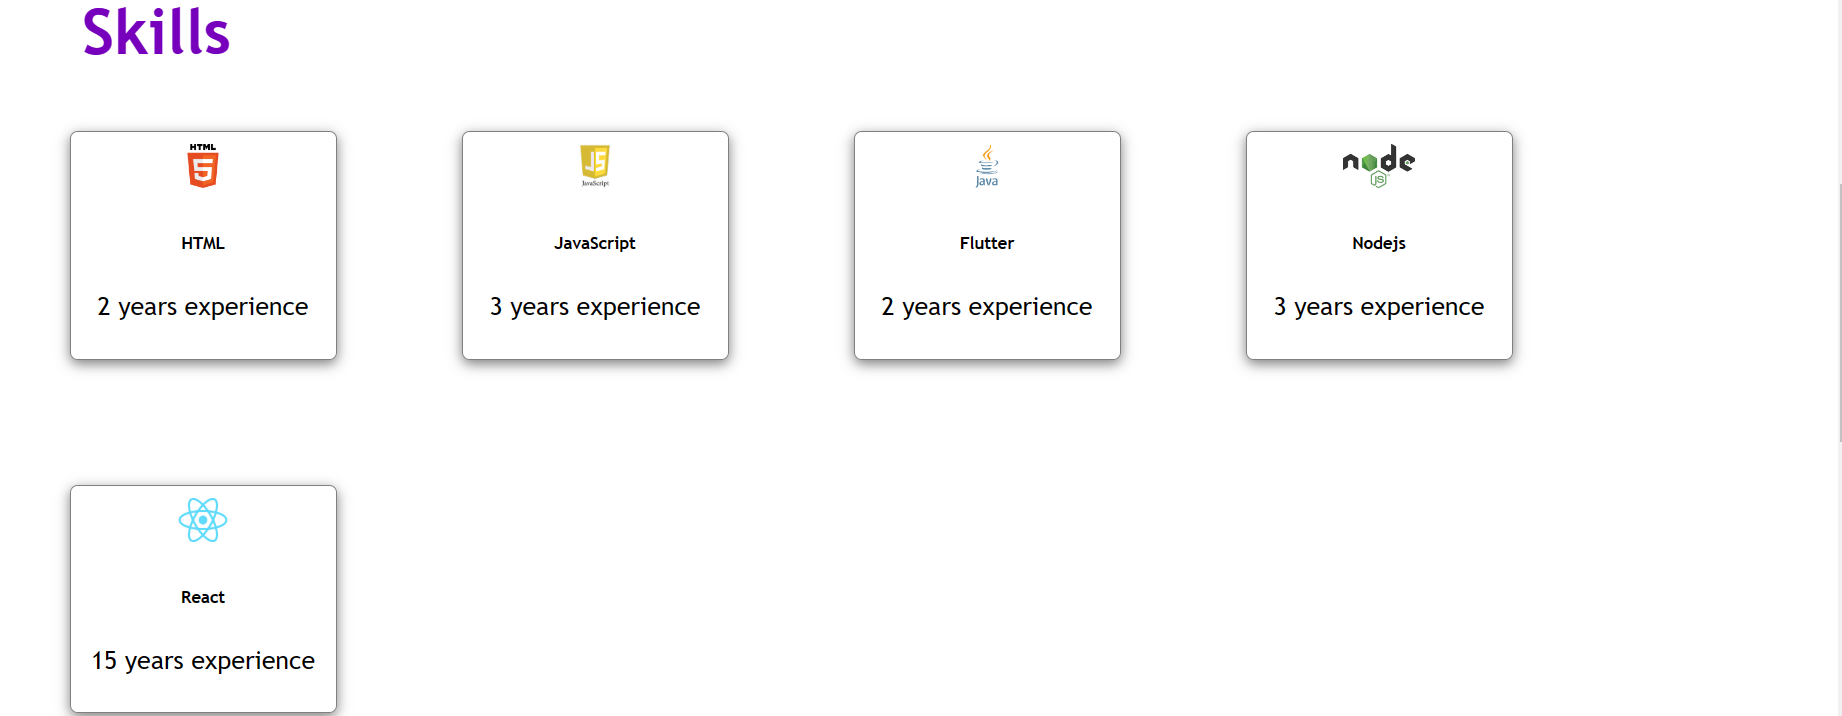 Skills
HTML
5
HTML
2 years experience
JS
JavaScript
JavaScript
3 years experience
Java
Flutter
2 years experience
node
JS
Nodejs
3 years experience
React
15 years experience